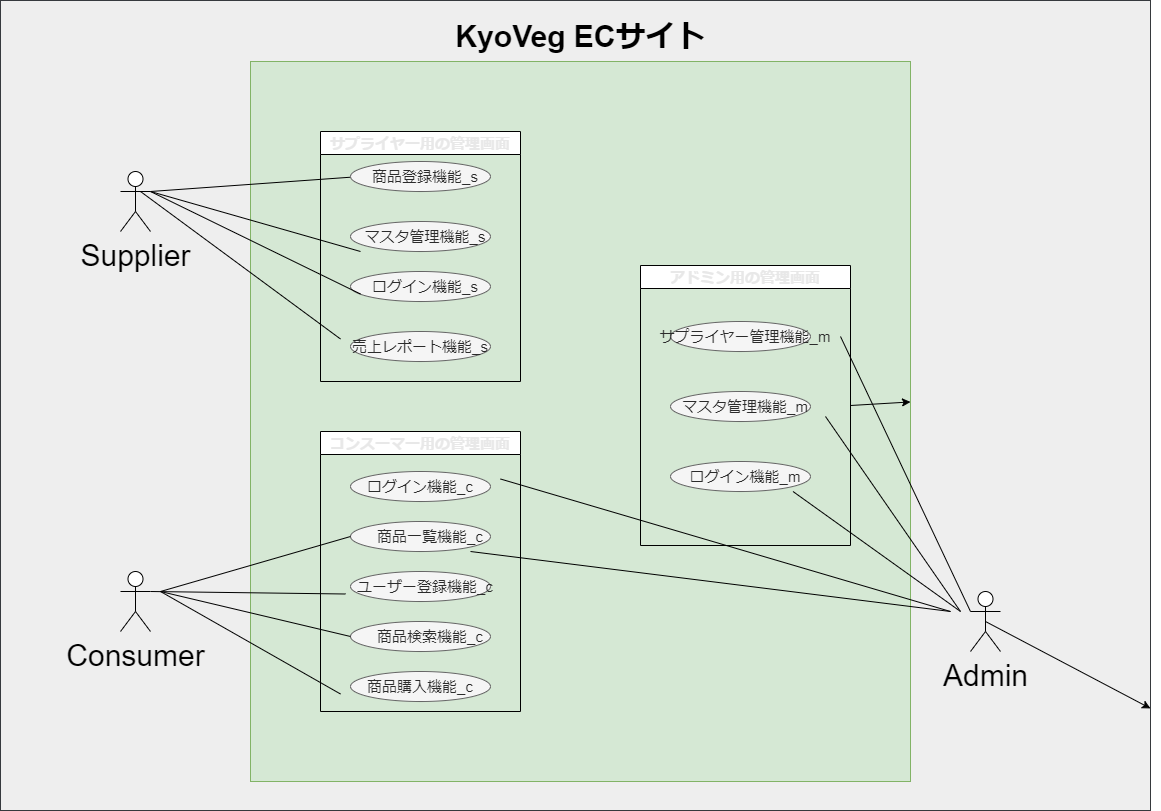 KyoVeg ECサイト
サプライヤー用の管理画面
商品登録機能_s
マスタ管理機能_s
ログイン機能_s
売上レポート機能_s
Supplier
アドミン用の管理画面
サプライヤー管理機能_m
マスタ管理機能_m
ログイン機能_m
コンスーマー用の管理画面
ログイン機能_c
商品一覧機能_c
ユーザー登録機能_c
商品検索機能_c
商品購入機能_c
Consumer
Admin